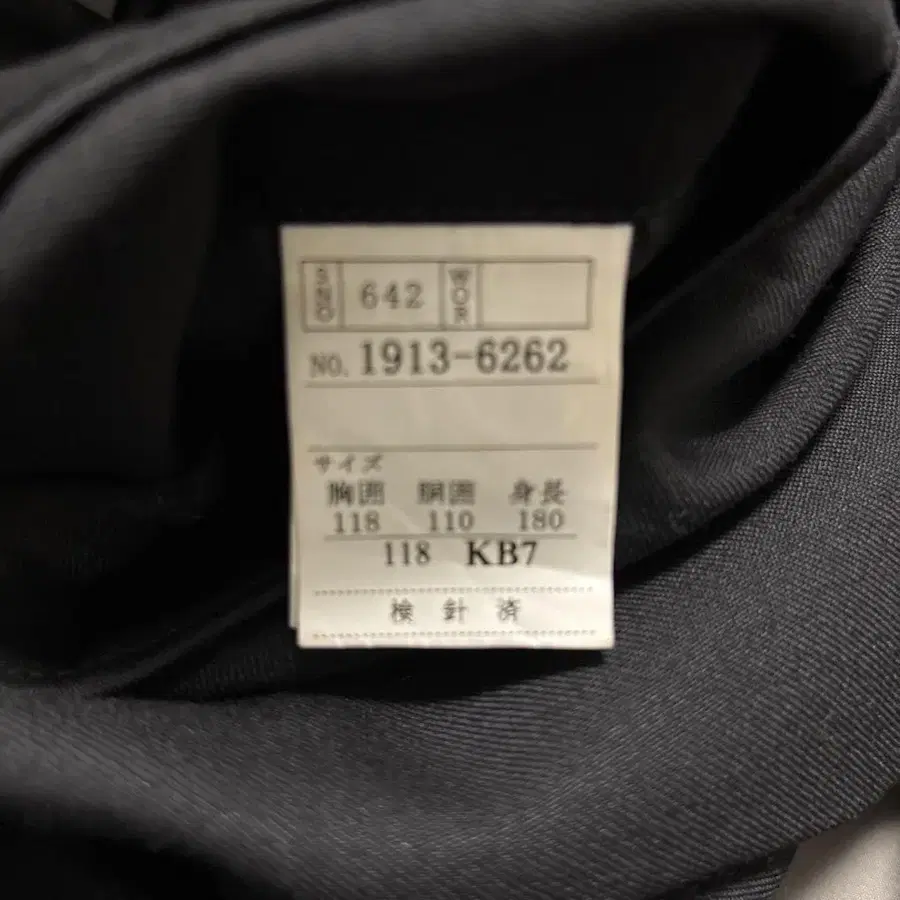 SNO 642 WOR
NO. 1913-6262
サイズ
胸囲 胴囲 身長
118 110 180
118 KB7
検針済